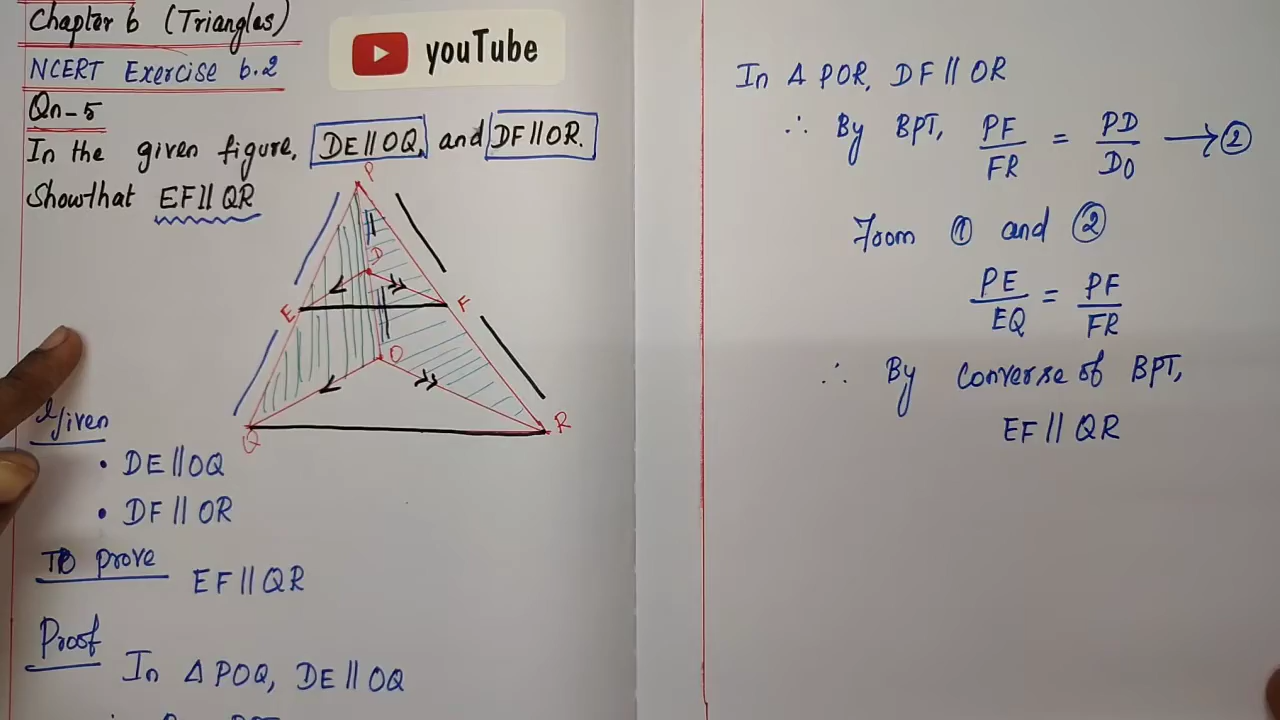 Chapter 6 (Triangles)
NCERT Exercise 6.2
Qn-5
In the given figure, DE||OQ, and DF||OR.
Show that EF||QR
youTube
P
D
E
F
O
Q
R
Given
• DE||OQ
• DF||OR
To prove
EF||QR
Proof
In Δ POQ, DE||OQ
∴ By BPT,
In Δ POR, DF||OR
∴ By BPT, PF/FR = PD/DO → ②
From ① and ②
PE/EQ = PF/FR
∴ By converse of BPT,
EF||QR